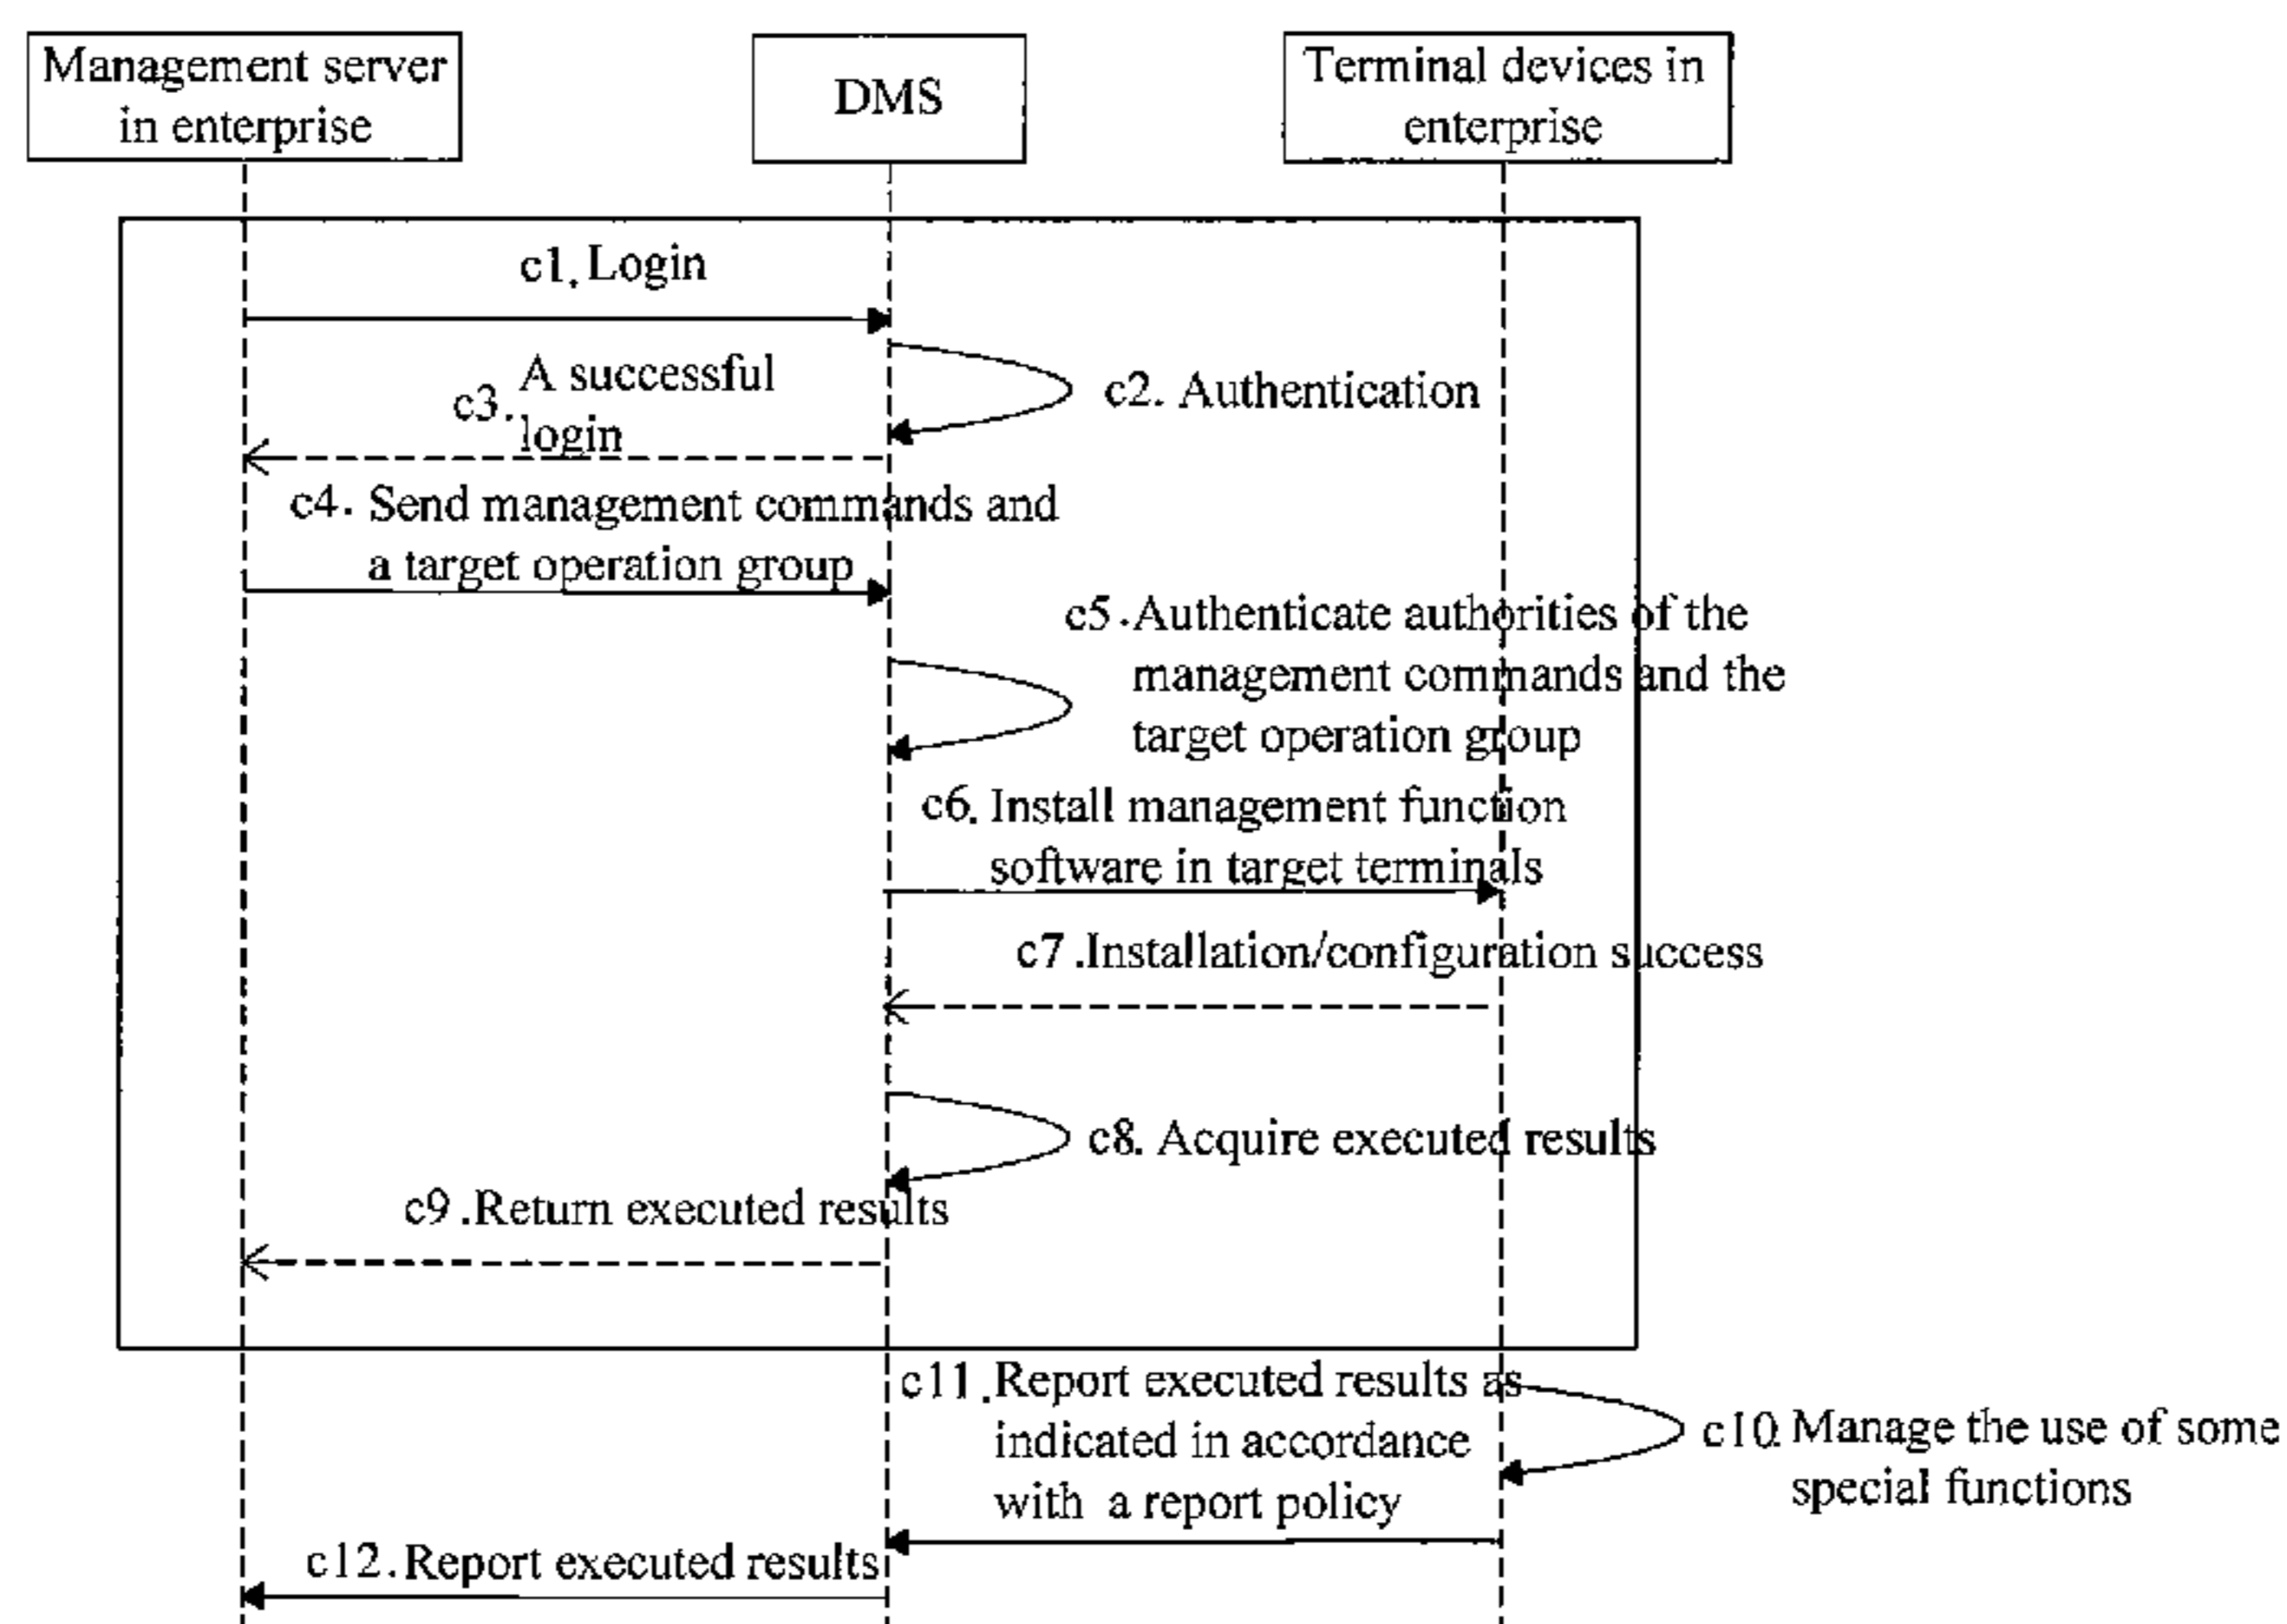 Management server
in enterprise
DMS
Terminal devices in
enterprise
c1. Login
c2. Authentication
c3. A successful
login
c4. Send management commands and
a target operation group
c5. Authenticate authorities of the
management commands and the
target operation group
c6. Install management function
software in target terminals
c7.Installation/configuration success
c8. Acquire executed results
c9.Return executed results
c11.Report executed results as
indicated in accordance
with a report policy
c10. Manage the use of some
special functions
c12. Report executed results